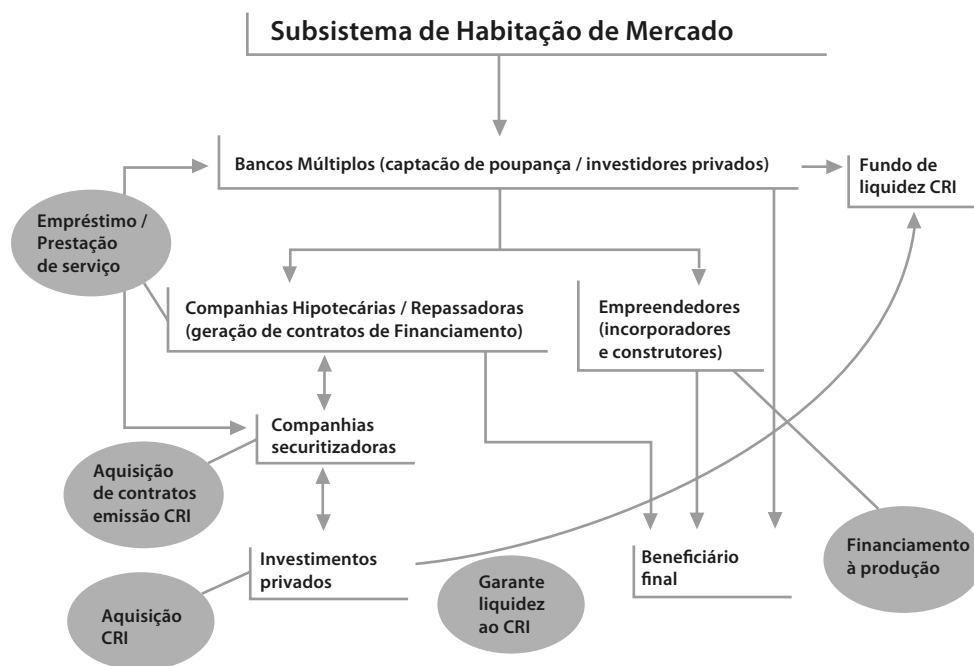 Subsistema de Habitação de Mercado
Bancos Múltiplos (captacão de poupança / investidores privados)
Fundo de
liquidez CRI
Empréstimo /
Prestação
de serviço
Companhias Hipotecárias / Repassadoras
(geração de contratos de Financiamento)
Empreendedores
(incorporadores
e construtores)
Companhias
securitizadoras
Aquisição
de contratos
emissão CRI
Investimentos
privados
Beneficiário
final
Financiamento
à produção
Garante
liquidez
ao CRI
Aquisição
CRI